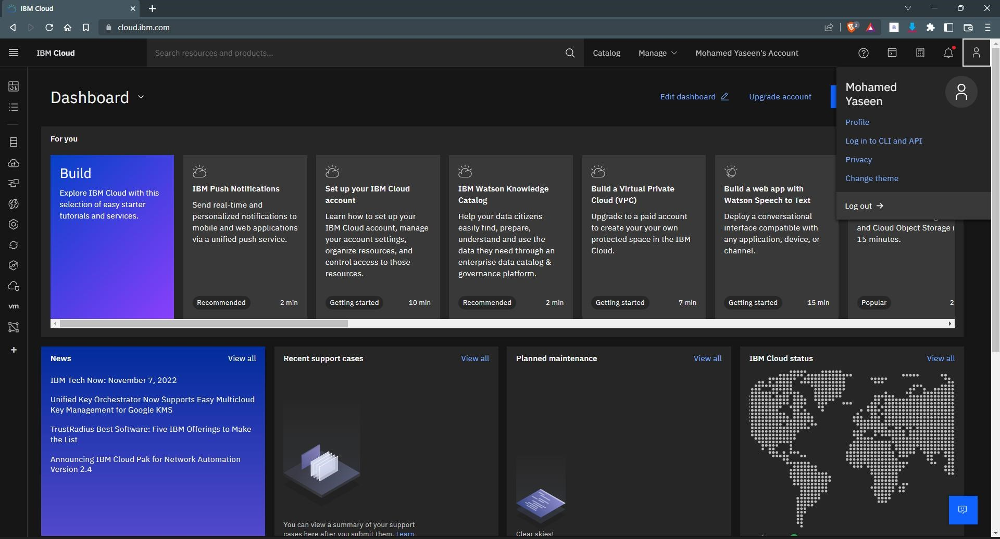 IBM Cloud
cloud.ibm.com
2
B
IBM Cloud
Search resources and products...
Catalog
Manage
Mohamed Yaseen's Account
Dashboard
Edit dashboard
Upgrade account
Mohamed
Yaseen
Profile
Log in to CLI and API
Privacy
Change theme
Log out
For you
Build
Explore IBM Cloud with this
selection of easy starter
tutorials and services.
IBM Push Notifications
Send real-time and
personalized notifications to
mobile and web applications
via a unified push service.
Recommended
2 min
Set up your IBM Cloud
account
Learn how to set up your
IBM Cloud account, manage
your account settings,
organize resources, and
control access to those
resources.
Getting started
10 min
IBM Watson Knowledge
Catalog
Help your data citizens
easily find, prepare,
understand and use the
data they need through an
enterprise data catalog &
governance platform.
Recommended
2 min
Build a Virtual Private
Cloud (VPC)
Upgrade to a paid account
to create your your own
protected space in the IBM
Cloud.
Getting started
7 min
Build a web app with
Watson Speech to Text
Deploy a conversational
interface compatible with
any application, device, or
channel.
Getting started
15 min
and Cloud Object Storage i
15 minutes.
Popular
2
cf
vm
News
View all
IBM Tech Now: November 7, 2022
Unified Key Orchestrator Now Supports Easy Multicloud
Key Management for Google KMS
TrustRadius Best Software: Five IBM Offerings to Make
the List
Announcing IBM Cloud Pak for Network Automation
Version 2.4
Recent support cases
View all
You can view a summary of your support
cases here after you submit them. Learn
Planned maintenance
View all
Clear skies!
IBM Cloud status
View all